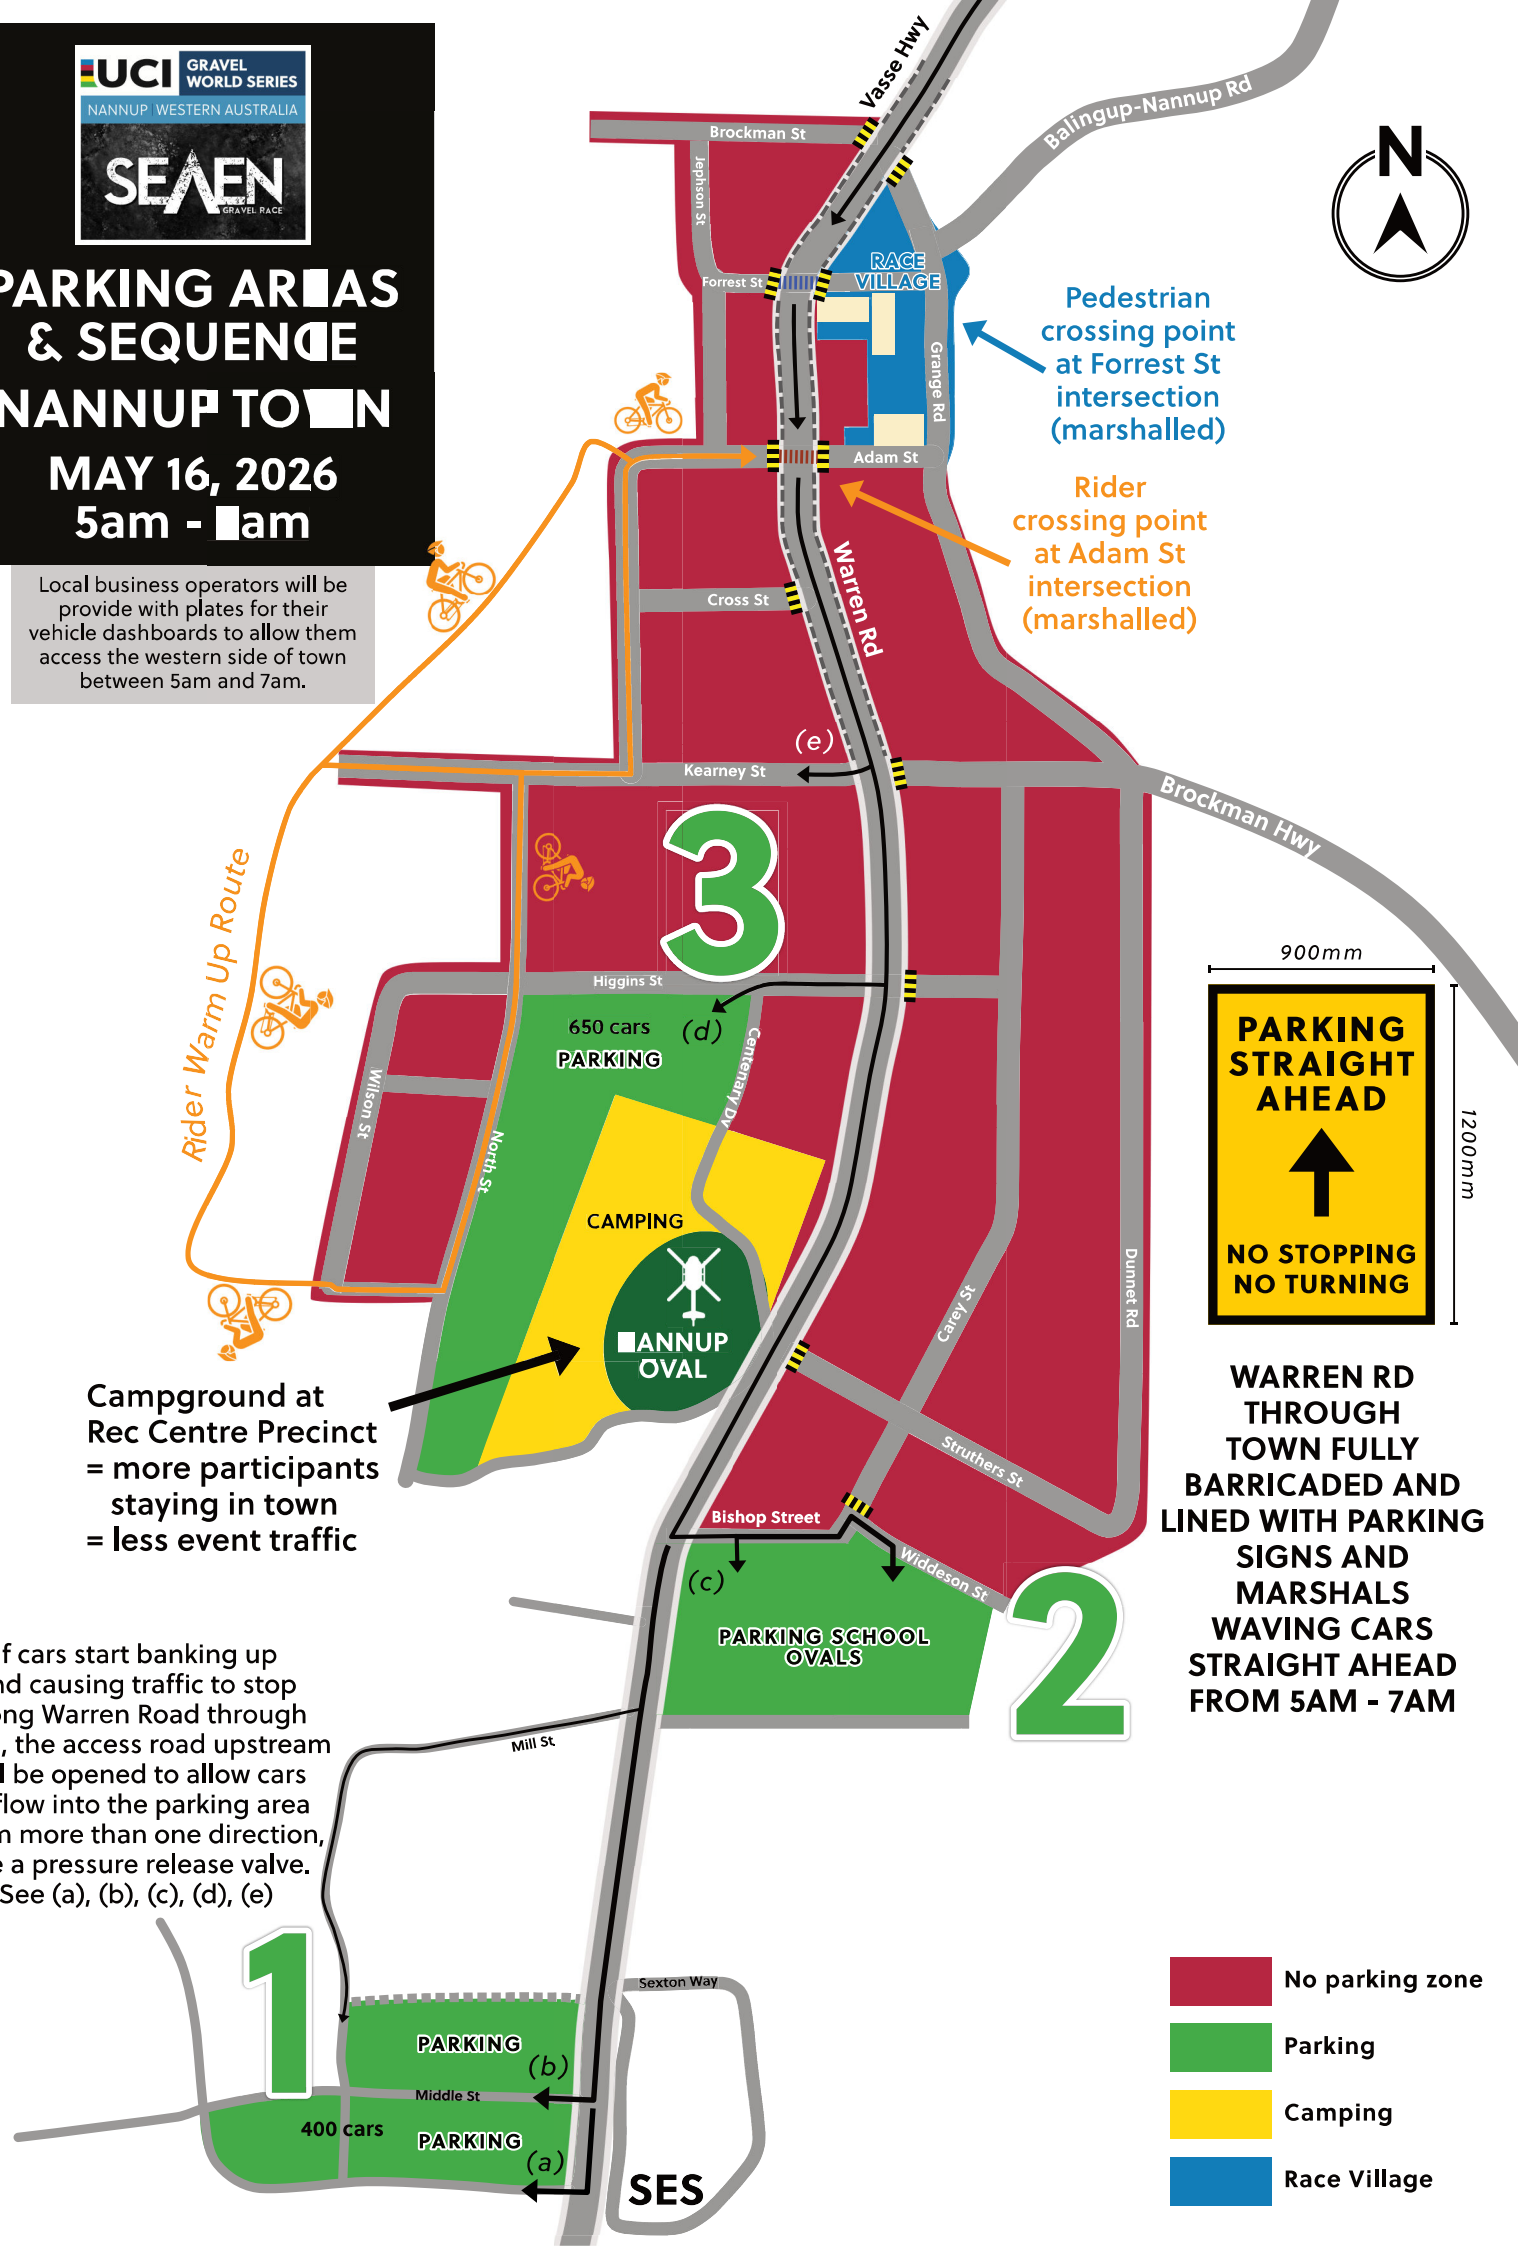 UCI GRAVEL
WORLD SERIES
NANNUP WESTERN AUSTRALIA
SEVEN
GRAVEL RACE
PARKING AREAS
& SEQUENCE
NANNUP TOWN
MAY 16, 2026
5am - am
Local business operators will be
provide with plates for their
vehicle dashboards to allow them
access the western side of town
between 5am and 7am.
Vasse Hwy
Balingup-Nannup Rd
Brockman St
Jephson St
N
RACE
VILLAGE
Forrest St
Pedestrian
crossing point
at Forrest St
intersection
(marshalled)
Grange Rd
Adam St
Rider
crossing point
at Adam St
intersection
(marshalled)
Warren Rd
Cross St
(e)
Kearney St
Brockman Hwy
3
Rider Warm Up Route
Higgins St
650 cars
(d)
PARKING
Centenary Dv
Wilson St
North St
900mm
PARKING
STRAIGHT
AHEAD
1200mm
NO STOPPING
NO TURNING
CAMPING
ANNUP
OVAL
Carey St
Dunnet Rd
Campground at
Rec Centre Precinct
= more participants
staying in town
= less event traffic
WARREN RD
THROUGH
TOWN FULLY
BARRICADED AND
LINED WITH PARKING
SIGNS AND
MARSHALS
WAVING CARS
STRAIGHT AHEAD
FROM 5AM - 7AM
Struthers St
Bishop Street
Widdeson St
(c)
2
PARKING SCHOOL
OVALS
f cars start banking up
nd causing traffic to stop
ong Warren Road through
, the access road upstream
l be opened to allow cars
flow into the parking area
m more than one direction,
e a pressure release valve.
See (a), (b), (c), (d), (e)
Mill St
1
Sexton Way
PARKING
(b)
Middle St
400 cars
PARKING
(a)
SES
No parking zone
Parking
Camping
Race Village